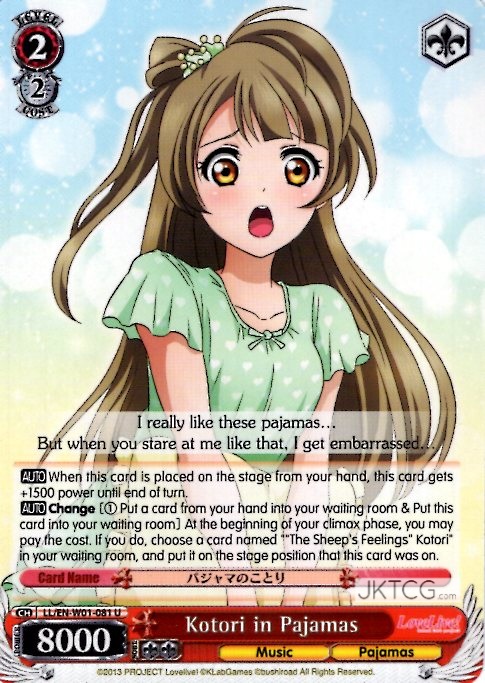 LEVEL
2
2
COST
I really like these pajamas...
But when you stare at me like that, I get embarrassed...
AUTO When this card is placed on the stage from your hand, this card gets
+1500 power until end of turn.
AUTO Change [① Put a card from your hand into your waiting room & Put this
card into your waiting room] At the beginning of your climax phase, you may
pay the cost. If you do, choose a card named ""The Sheep's Feelings" Kotori"
in your waiting room, and put it on the stage position that this card was on.
Card Name
パジャマのことり
JKTCG.com
CH LL/EN-W01-081 U
POWER
8000
SOUL
Kotori in Pajamas
LoveLive!
Music
Pajamas
©2013 PROJECT Lovelive! ©KLabGames ©bushiroad All Rights Reserved.